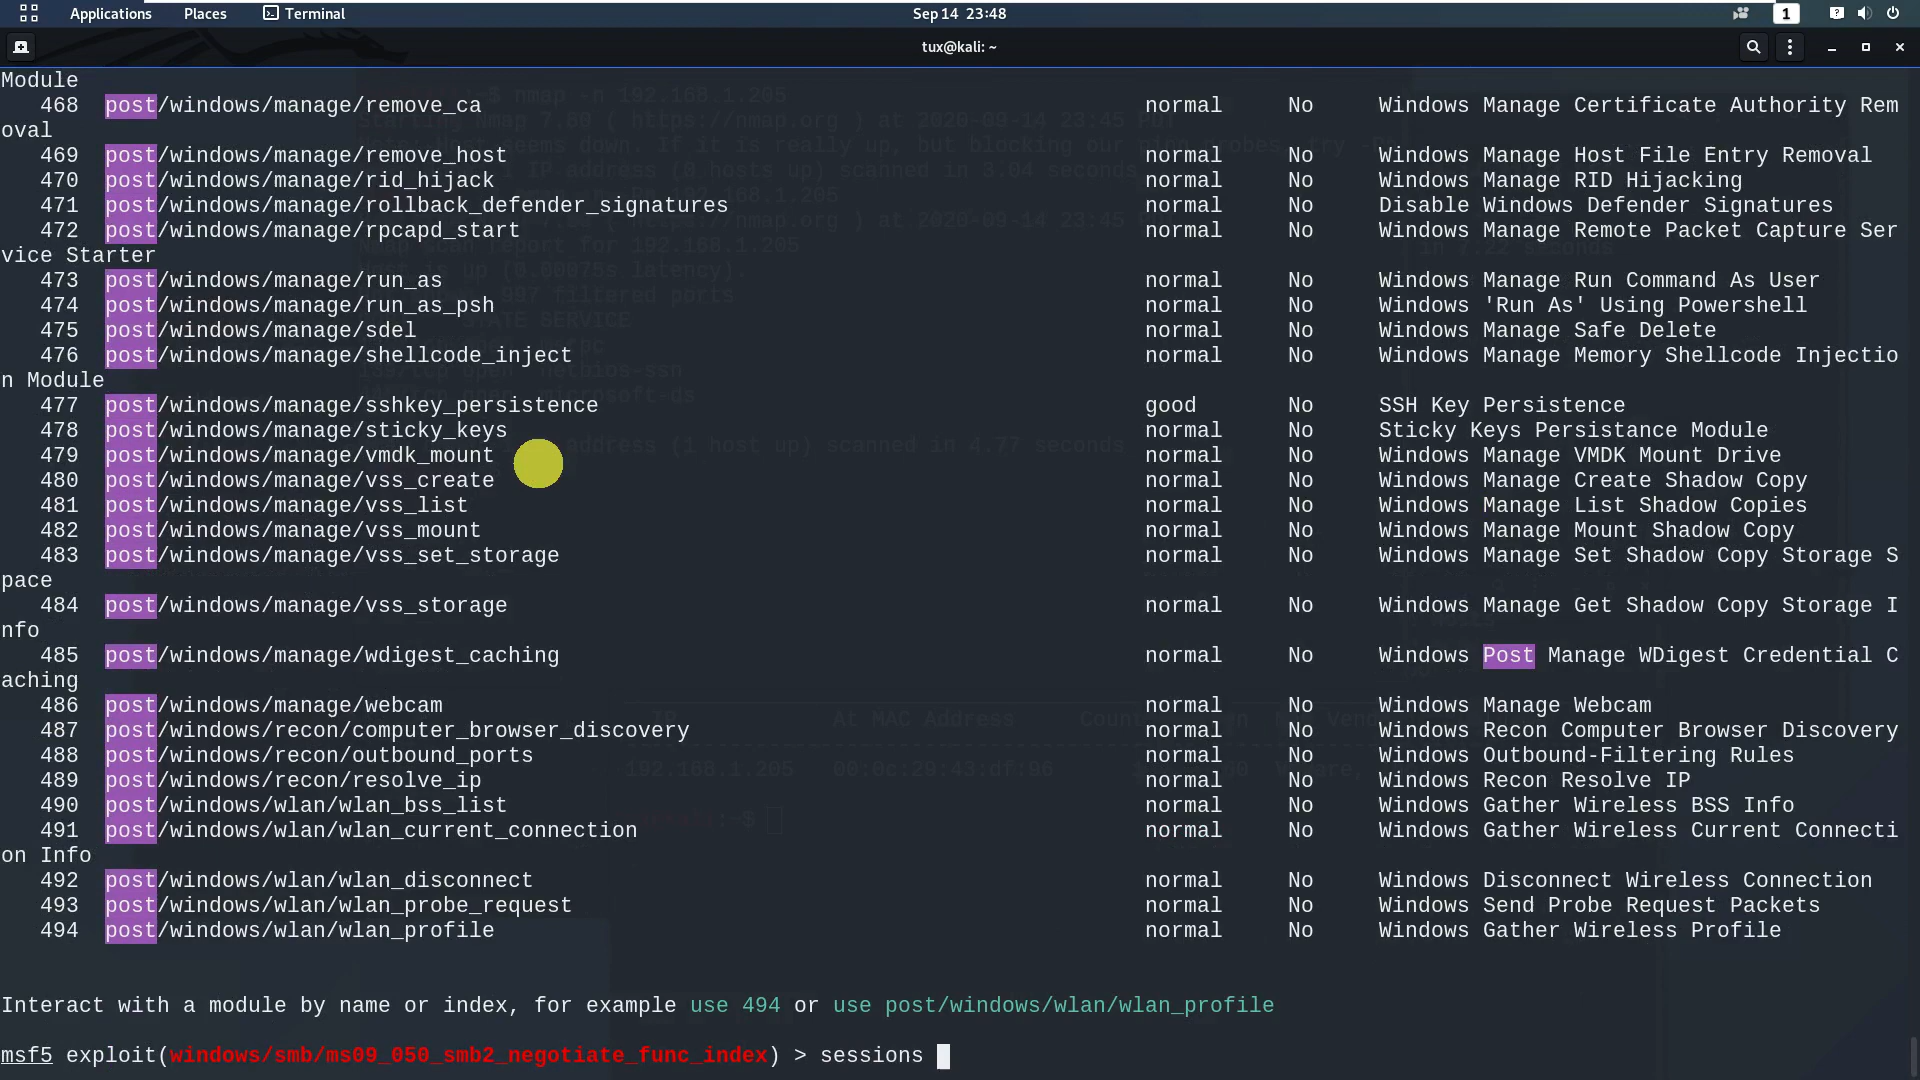 Applications Places Terminal Sep 14 23:48 1
tux@kali: ~
Module
468 post/windows/manage/remove_ca normal No Windows Manage Certificate Authority Rem
oval
469 post/windows/manage/remove_host normal No Windows Manage Host File Entry Removal
470 post/windows/manage/rid_hijack normal No Windows Manage RID Hijacking
471 post/windows/manage/rollback_defender_signatures normal No Disable Windows Defender Signatures
472 post/windows/manage/rpcapd_start normal No Windows Manage Remote Packet Capture Ser
vice Starter
473 post/windows/manage/run_as normal No Windows Manage Run Command As User
474 post/windows/manage/run_as_psh normal No Windows 'Run As' Using Powershell
475 post/windows/manage/sdel normal No Windows Manage Safe Delete
476 post/windows/manage/shellcode_inject normal No Windows Manage Memory Shellcode Injectio
n Module
477 post/windows/manage/sshkey_persistence good No SSH Key Persistence
478 post/windows/manage/sticky_keys normal No Sticky Keys Persistance Module
479 post/windows/manage/vmdk_mount normal No Windows Manage VMDK Mount Drive
480 post/windows/manage/vss_create normal No Windows Manage Create Shadow Copy
481 post/windows/manage/vss_list normal No Windows Manage List Shadow Copies
482 post/windows/manage/vss_mount normal No Windows Manage Mount Shadow Copy
483 post/windows/manage/vss_set_storage normal No Windows Manage Set Shadow Copy Storage S
pace
484 post/windows/manage/vss_storage normal No Windows Manage Get Shadow Copy Storage I
nfo
485 post/windows/manage/wdigest_caching normal No Windows Post Manage WDigest Credential C
aching
486 post/windows/manage/webcam normal No Windows Manage Webcam
487 post/windows/recon/computer_browser_discovery normal No Windows Recon Computer Browser Discovery
488 post/windows/recon/outbound_ports normal No Windows Outbound-Filtering Rules
489 post/windows/recon/resolve_ip normal No Windows Recon Resolve IP
490 post/windows/wlan/wlan_bss_list normal No Windows Gather Wireless BSS Info
491 post/windows/wlan/wlan_current_connection normal No Windows Gather Wireless Current Connecti
on Info
492 post/windows/wlan/wlan_disconnect normal No Windows Disconnect Wireless Connection
493 post/windows/wlan/wlan_probe_request normal No Windows Send Probe Request Packets
494 post/windows/wlan/wlan_profile normal No Windows Gather Wireless Profile
Interact with a module by name or index, for example use 494 or use post/windows/wlan/wlan_profile
msf5 exploit(windows/smb/ms09_050_smb2_negotiate_func_index) > sessions